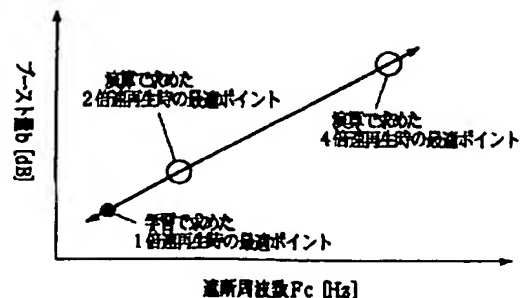 ブースト量b [dB]
演算で求めた
2倍速再生時の最適ポイント
演算で求めた
4倍速再生時の最適ポイント
学習で求めた
1倍速再生時の最適ポイント
遮断周波数Fc [Hz]